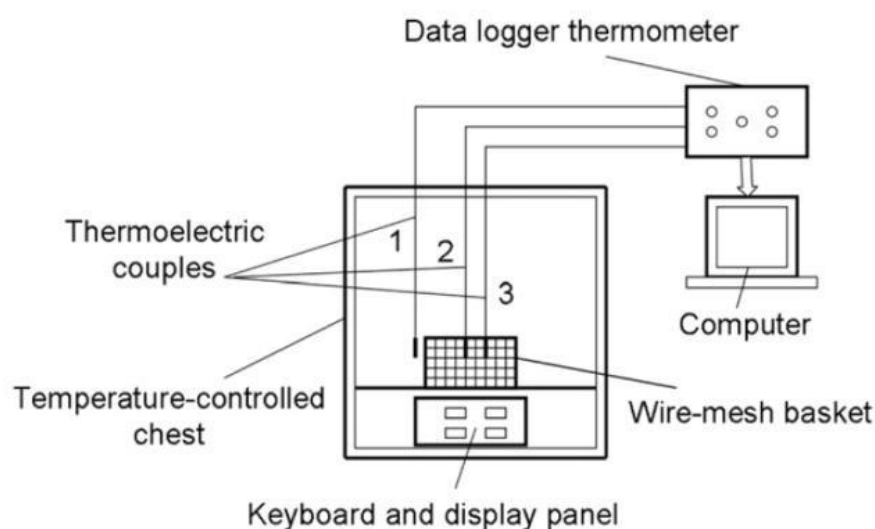 Data logger thermometer
Thermoelectric
couples
1
2
3
Computer
Temperature-controlled
chest
Wire-mesh basket
Keyboard and display panel